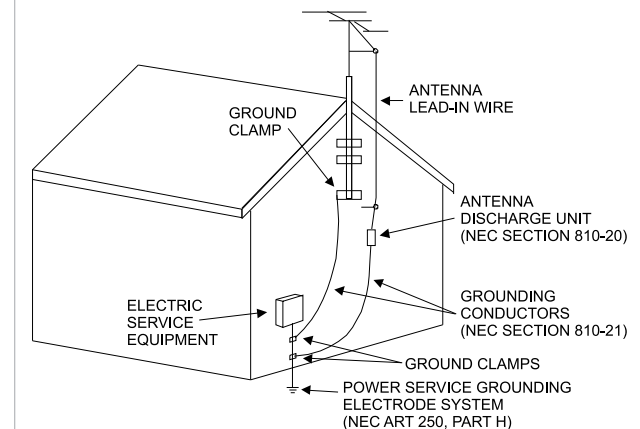 ANTENNA
LEAD-IN WIRE
GROUND
CLAMP
ANTENNA
DISCHARGE UNIT
(NEC SECTION 810-20)
ELECTRIC
SERVICE
EQUIPMENT
GROUNDING
CONDUCTORS
(NEC SECTION 810-21)
GROUND CLAMPS
POWER SERVICE GROUNDING
ELECTRODE SYSTEM
(NEC ART 250, PART H)